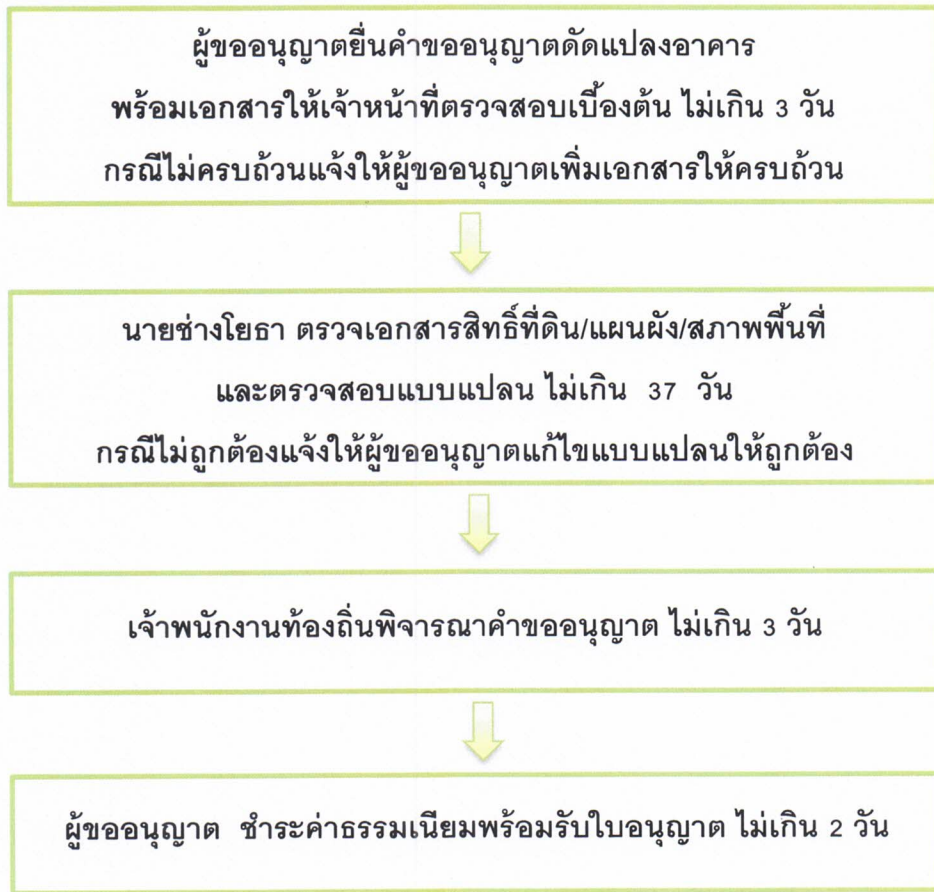 ผู้ขออนุญาตยื่นคำขออนุญาตดัดแปลงอาคาร
พร้อมเอกสารให้เจ้าหน้าที่ตรวจสอบเบื้องต้น ไม่เกิน 3 วัน
กรณีไม่ครบถ้วนแจ้งให้ผู้ขออนุญาตเพิ่มเอกสารให้ครบถ้วน
นายช่างโยธา ตรวจเอกสารสิทธิ์ที่ดิน/แผนผัง/สภาพพื้นที่
และตรวจสอบแบบแปลน ไม่เกิน 37 วัน
กรณีไม่ถูกต้องแจ้งให้ผู้ขออนุญาตแก้ไขแบบแปลนให้ถูกต้อง
เจ้าพนักงานท้องถิ่นพิจารณาคำขออนุญาต ไม่เกิน 3 วัน
ผู้ขออนุญาต ชำระค่าธรรมเนียมพร้อมรับใบอนุญาต ไม่เกิน 2 วัน